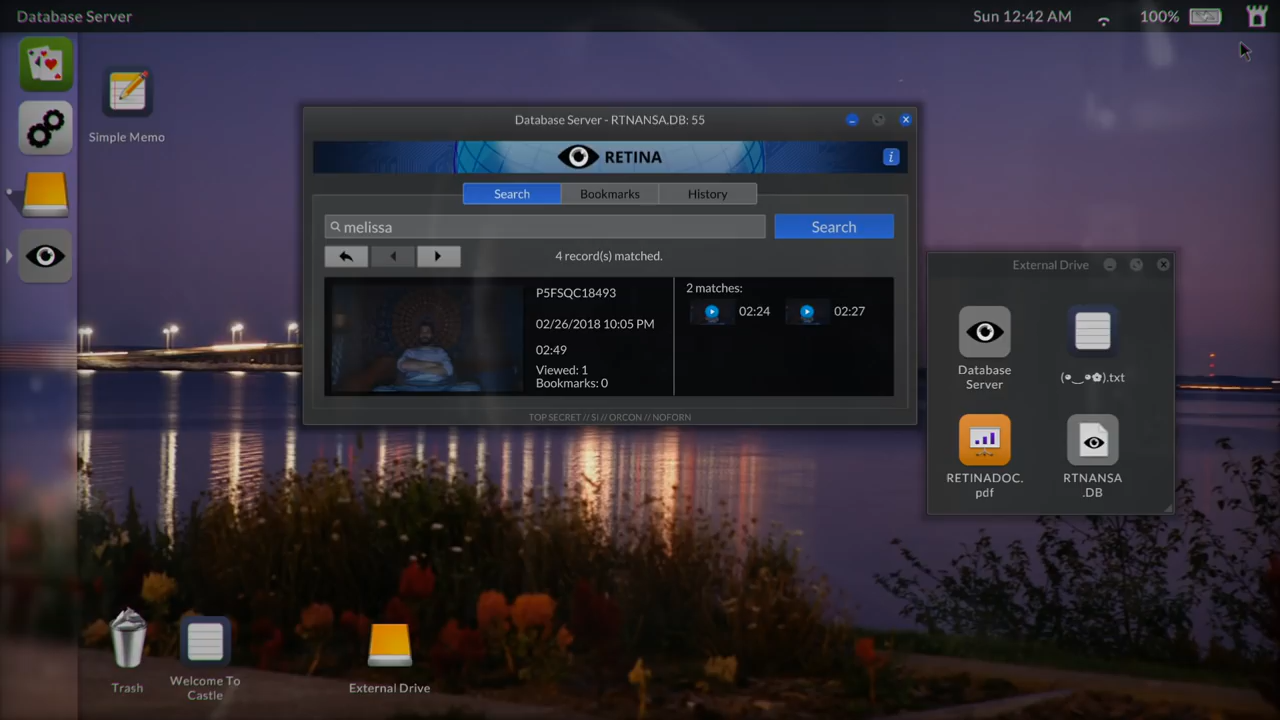 Database Server
Sun 12:42 AM
100%
Simple Memo
Database Server - RTNANSA.DB: 55
RETINA
i
Search
Bookmarks
History
melissa
Search
4 record(s) matched.
P5FSQC18493
02/26/2018 10:05 PM
02:49
Viewed: 1
Bookmarks: 0
2 matches:
02:24
02:27
TOP SECRET // SI // ORCON // NOFORN
External Drive
Database
Server
(•‿•✿).txt
RETINADOC.
pdf
RTNANSA
.DB
Trash
Welcome To
Castle
External Drive